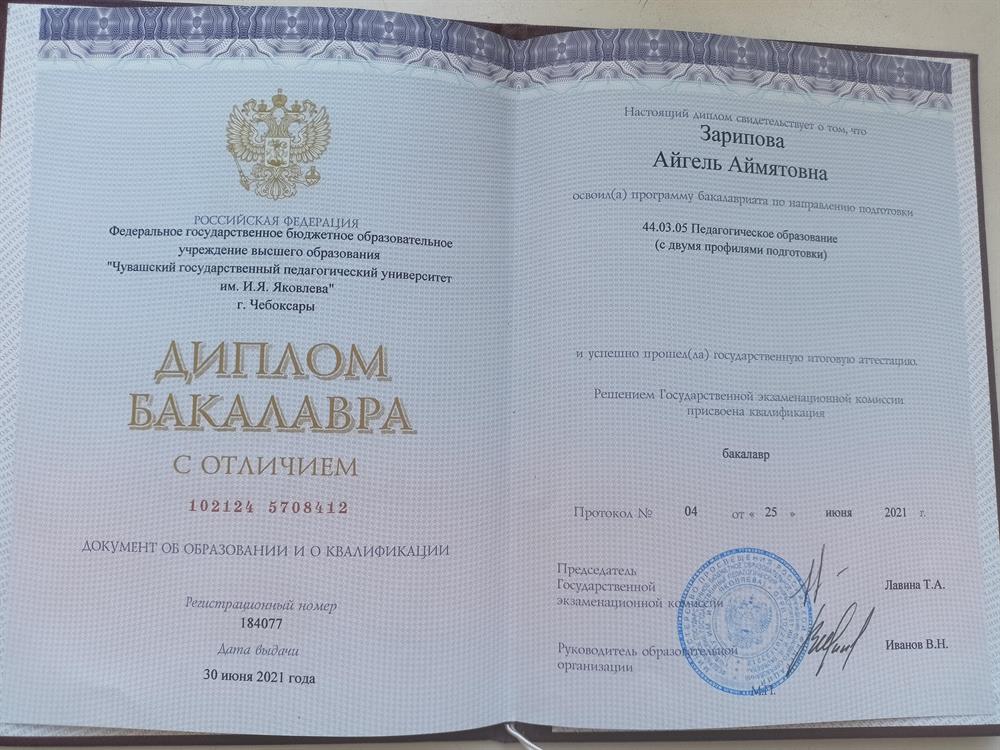 РОССИЙСКАЯ ФЕДЕРАЦИЯ
Федеральное государственное бюджетное образовательное
учреждение высшего образования
"Чувашский государственный педагогический университет
им. И.Я. Яковлева"
г. Чебоксары
ДИПЛОМ
БАКАЛАВРА
С ОТЛИЧИЕМ
102124 5708412
ДОКУМЕНТ ОБ ОБРАЗОВАНИИ И О КВАЛИФИКАЦИИ
Регистрационный номер
184077
Дата выдачи
30 июня 2021 года
Настоящий диплом свидетельствует о том, что
Зарипова
Айгель Аймятовна
освоил(а) программу бакалавриата по направлению подготовки
44.03.05 Педагогическое образование
(с двумя профилями подготовки)
и успешно прошел(ла) государственную итоговую аттестацию.
Решением Государственной экзаменационной комиссии
присвоена квалификация
бакалавр
Протокол № 04 от « 25 » июня 2021 г.
Председатель
Государственной
экзаменационной комиссии
Лавина Т.А.
Руководитель образовательной
организации
Иванов В.Н.
М.П.